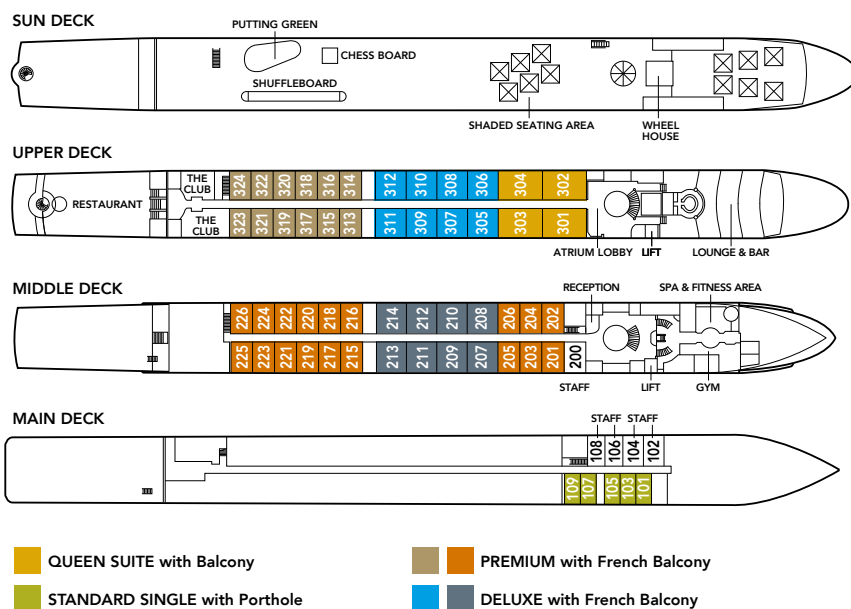 SUN DECK
PUTTING GREEN
CHESS BOARD
SHUFFLEBOARD
SHADED SEATING AREA
WHEEL
HOUSE
UPPER DECK
THE
CLUB
324 322 320 318 316 314 312 310 308 306 304 302
RESTAURANT
THE
CLUB
323 321 319 317 315 313 311 309 307 305 303 301
ATRIUM LOBBY LIFT LOUNGE & BAR
MIDDLE DECK
RECEPTION SPA & FITNESS AREA
226 224 222 220 218 216 214 212 210 208 206 204 202
225 223 221 219 217 215 213 211 209 207 205 203 201 200
STAFF LIFT GYM
MAIN DECK
STAFF STAFF
108 106 104 102
109 107 105 103 101
QUEEN SUITE with Balcony
PREMIUM with French Balcony
STANDARD SINGLE with Porthole
DELUXE with French Balcony